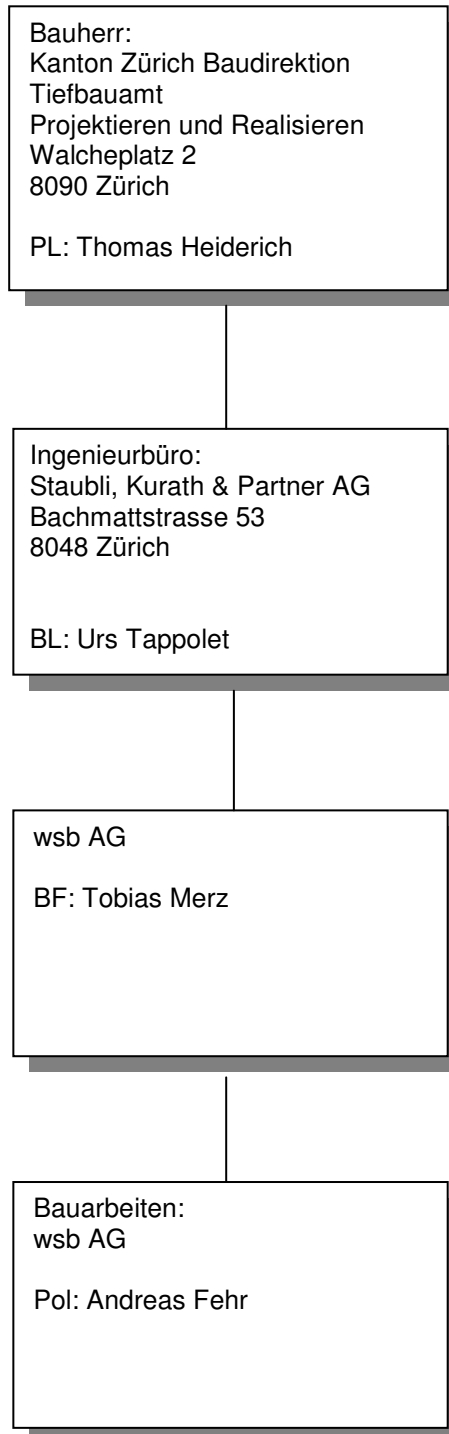 Bauherr:
Kanton Zürich Baudirektion
Tiefbauamt
Projektieren und Realisieren
Walcheplatz 2
8090 Zürich
PL: Thomas Heiderich
Ingenieurbüro:
Staubli, Kurath & Partner AG
Bachmattstrasse 53
8048 Zürich
BL: Urs Tappolet
wsb AG
BF: Tobias Merz
Bauarbeiten:
wsb AG
Pol: Andreas Fehr